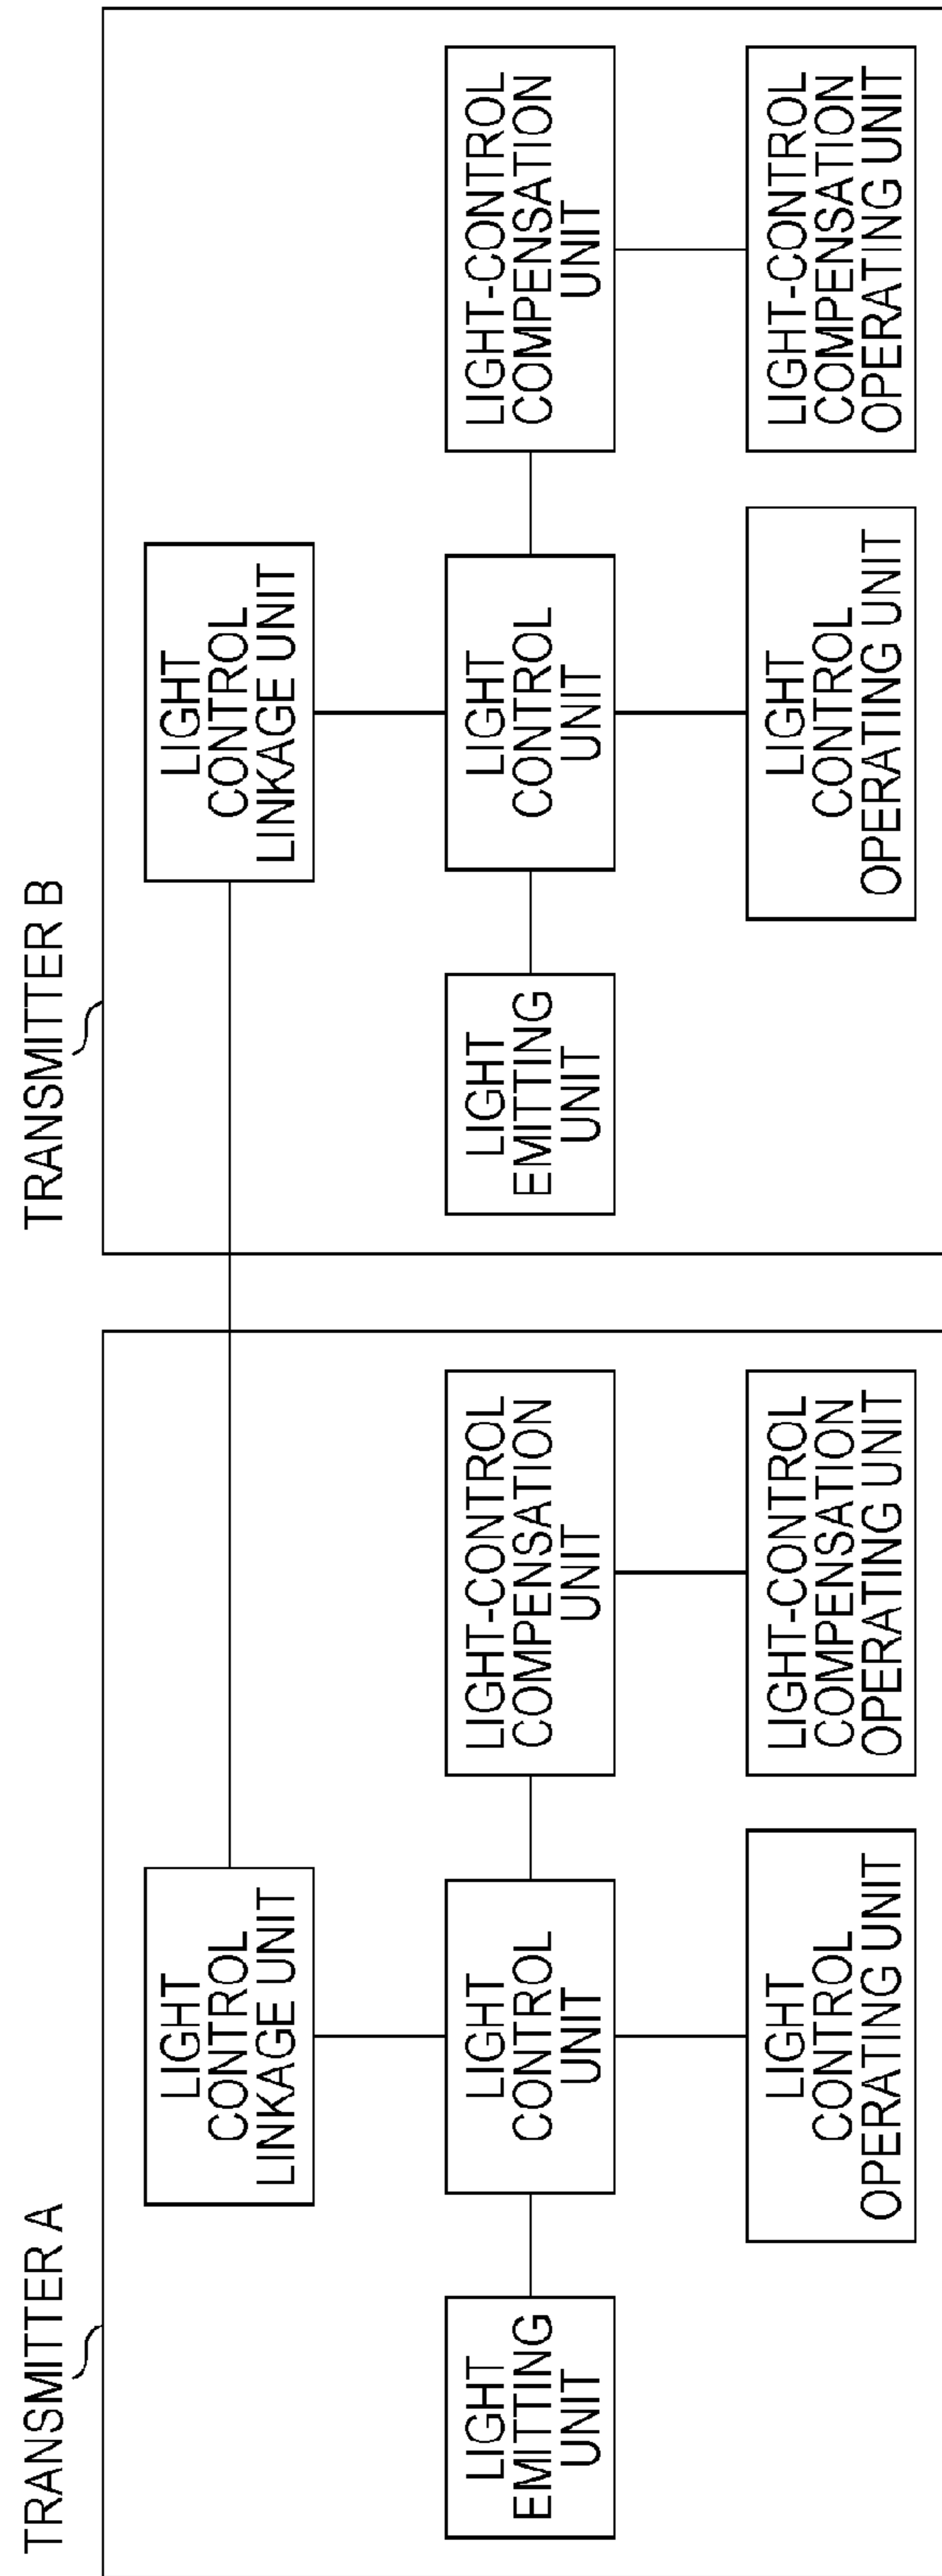 TRANSMITTER A
LIGHT
CONTROL
LINKAGE UNIT
LIGHT
EMITTING
UNIT
LIGHT
CONTROL
UNIT
LIGHT-CONTROL
COMPENSATION
UNIT
LIGHT
CONTROL
OPERATING UNIT
LIGHT-CONTROL
COMPENSATION
OPERATING UNIT
TRANSMITTER B
LIGHT
CONTROL
LINKAGE UNIT
LIGHT
EMITTING
UNIT
LIGHT
CONTROL
UNIT
LIGHT-CONTROL
COMPENSATION
UNIT
LIGHT
CONTROL
OPERATING UNIT
LIGHT-CONTROL
COMPENSATION
OPERATING UNIT